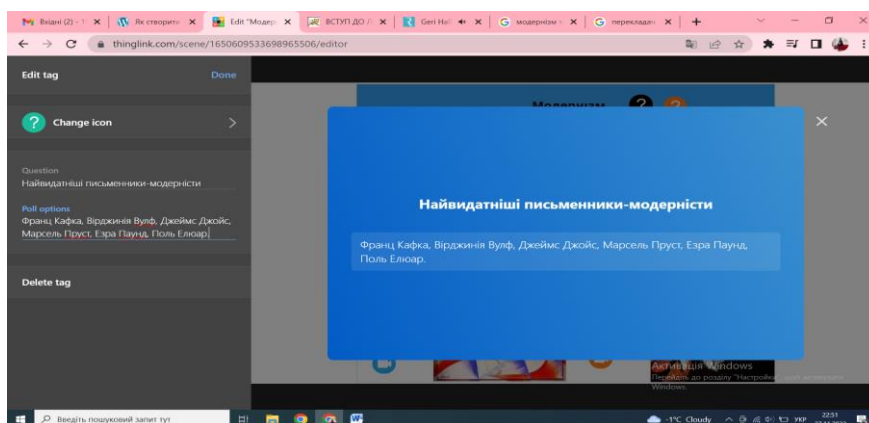 Вхідні (2) - 1
Як створити
Edit "Модер
ВСТУП ДО Л
Geri Hal
модернізм
перекладач
thinglink.com/scene/1650609533698965506/editor
Edit tag
Done
Change icon
Question
Найвидатніші письменники-модерністи
Poll options
Франц Кафка, Вірджинія Вулф, Джеймс Джойс,
Марсель Пруст, Езра Паунд, Поль Елюар.
Delete tag
Модернізм
Найвидатніші письменники-модерністи
Франц Кафка, Вірджинія Вулф, Джеймс Джойс, Марсель Пруст, Езра Паунд,
Поль Елюар.
Активація Windows
Перейдіть до розділу "Настройки", щоб активувати
Windows.
Введіть пошуковий запит тут
-1°C Cloudy
УКР
22:51